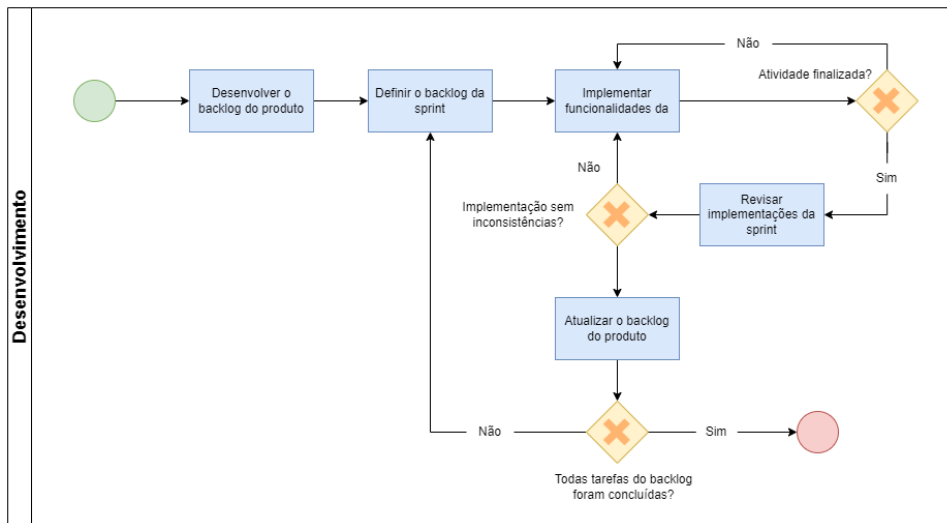 Desenvolvimento
Desenvolver o
backlog do produto
Definir o backlog da
sprint
Implementar
funcionalidades da
Não
Atividade finalizada?
Sim
Revisar
implementações da
sprint
Não
Implementação sem
inconsistências?
Atualizar o backlog
do produto
Não
Sim
Todas tarefas do backlog
foram concluídas?